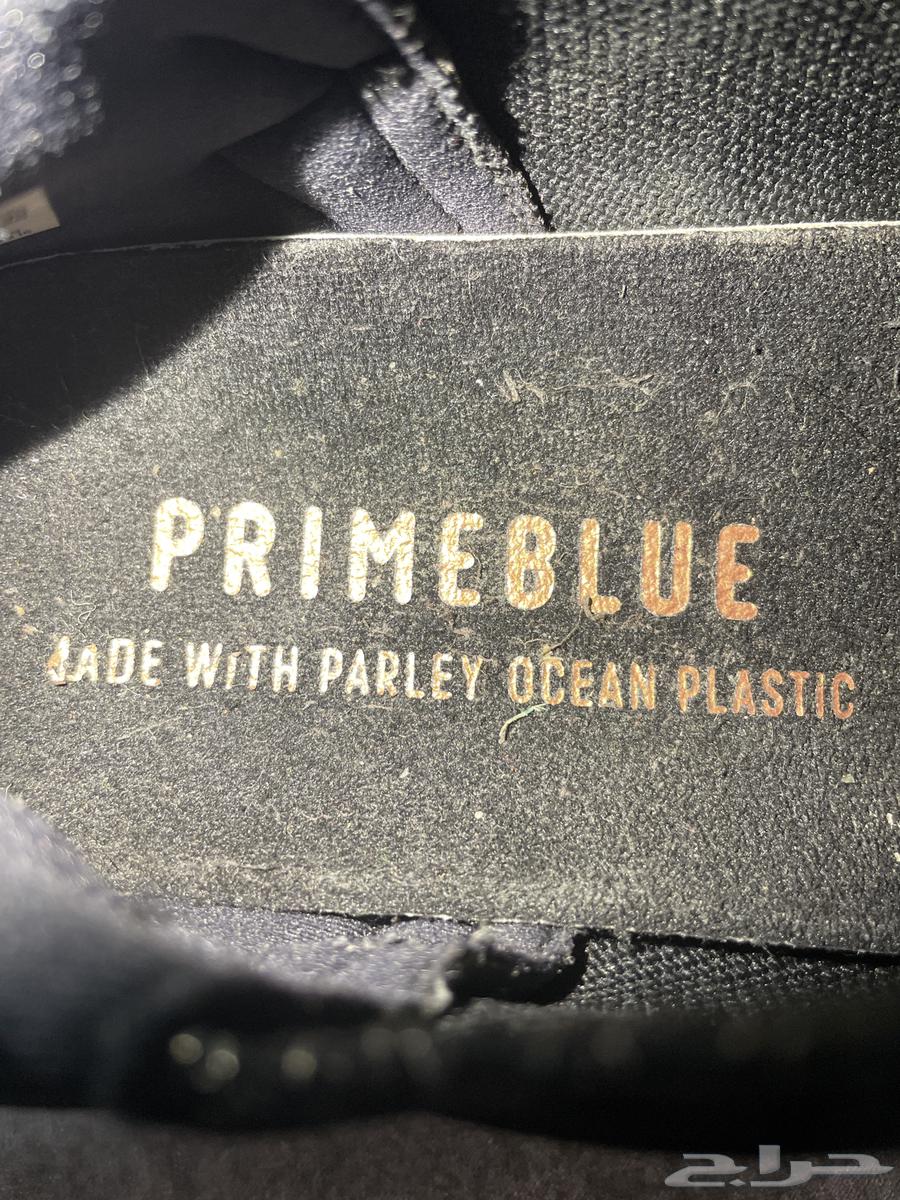 PRIMEBLUE
MADE WITH PARLEY OCEAN PLASTIC
حراج